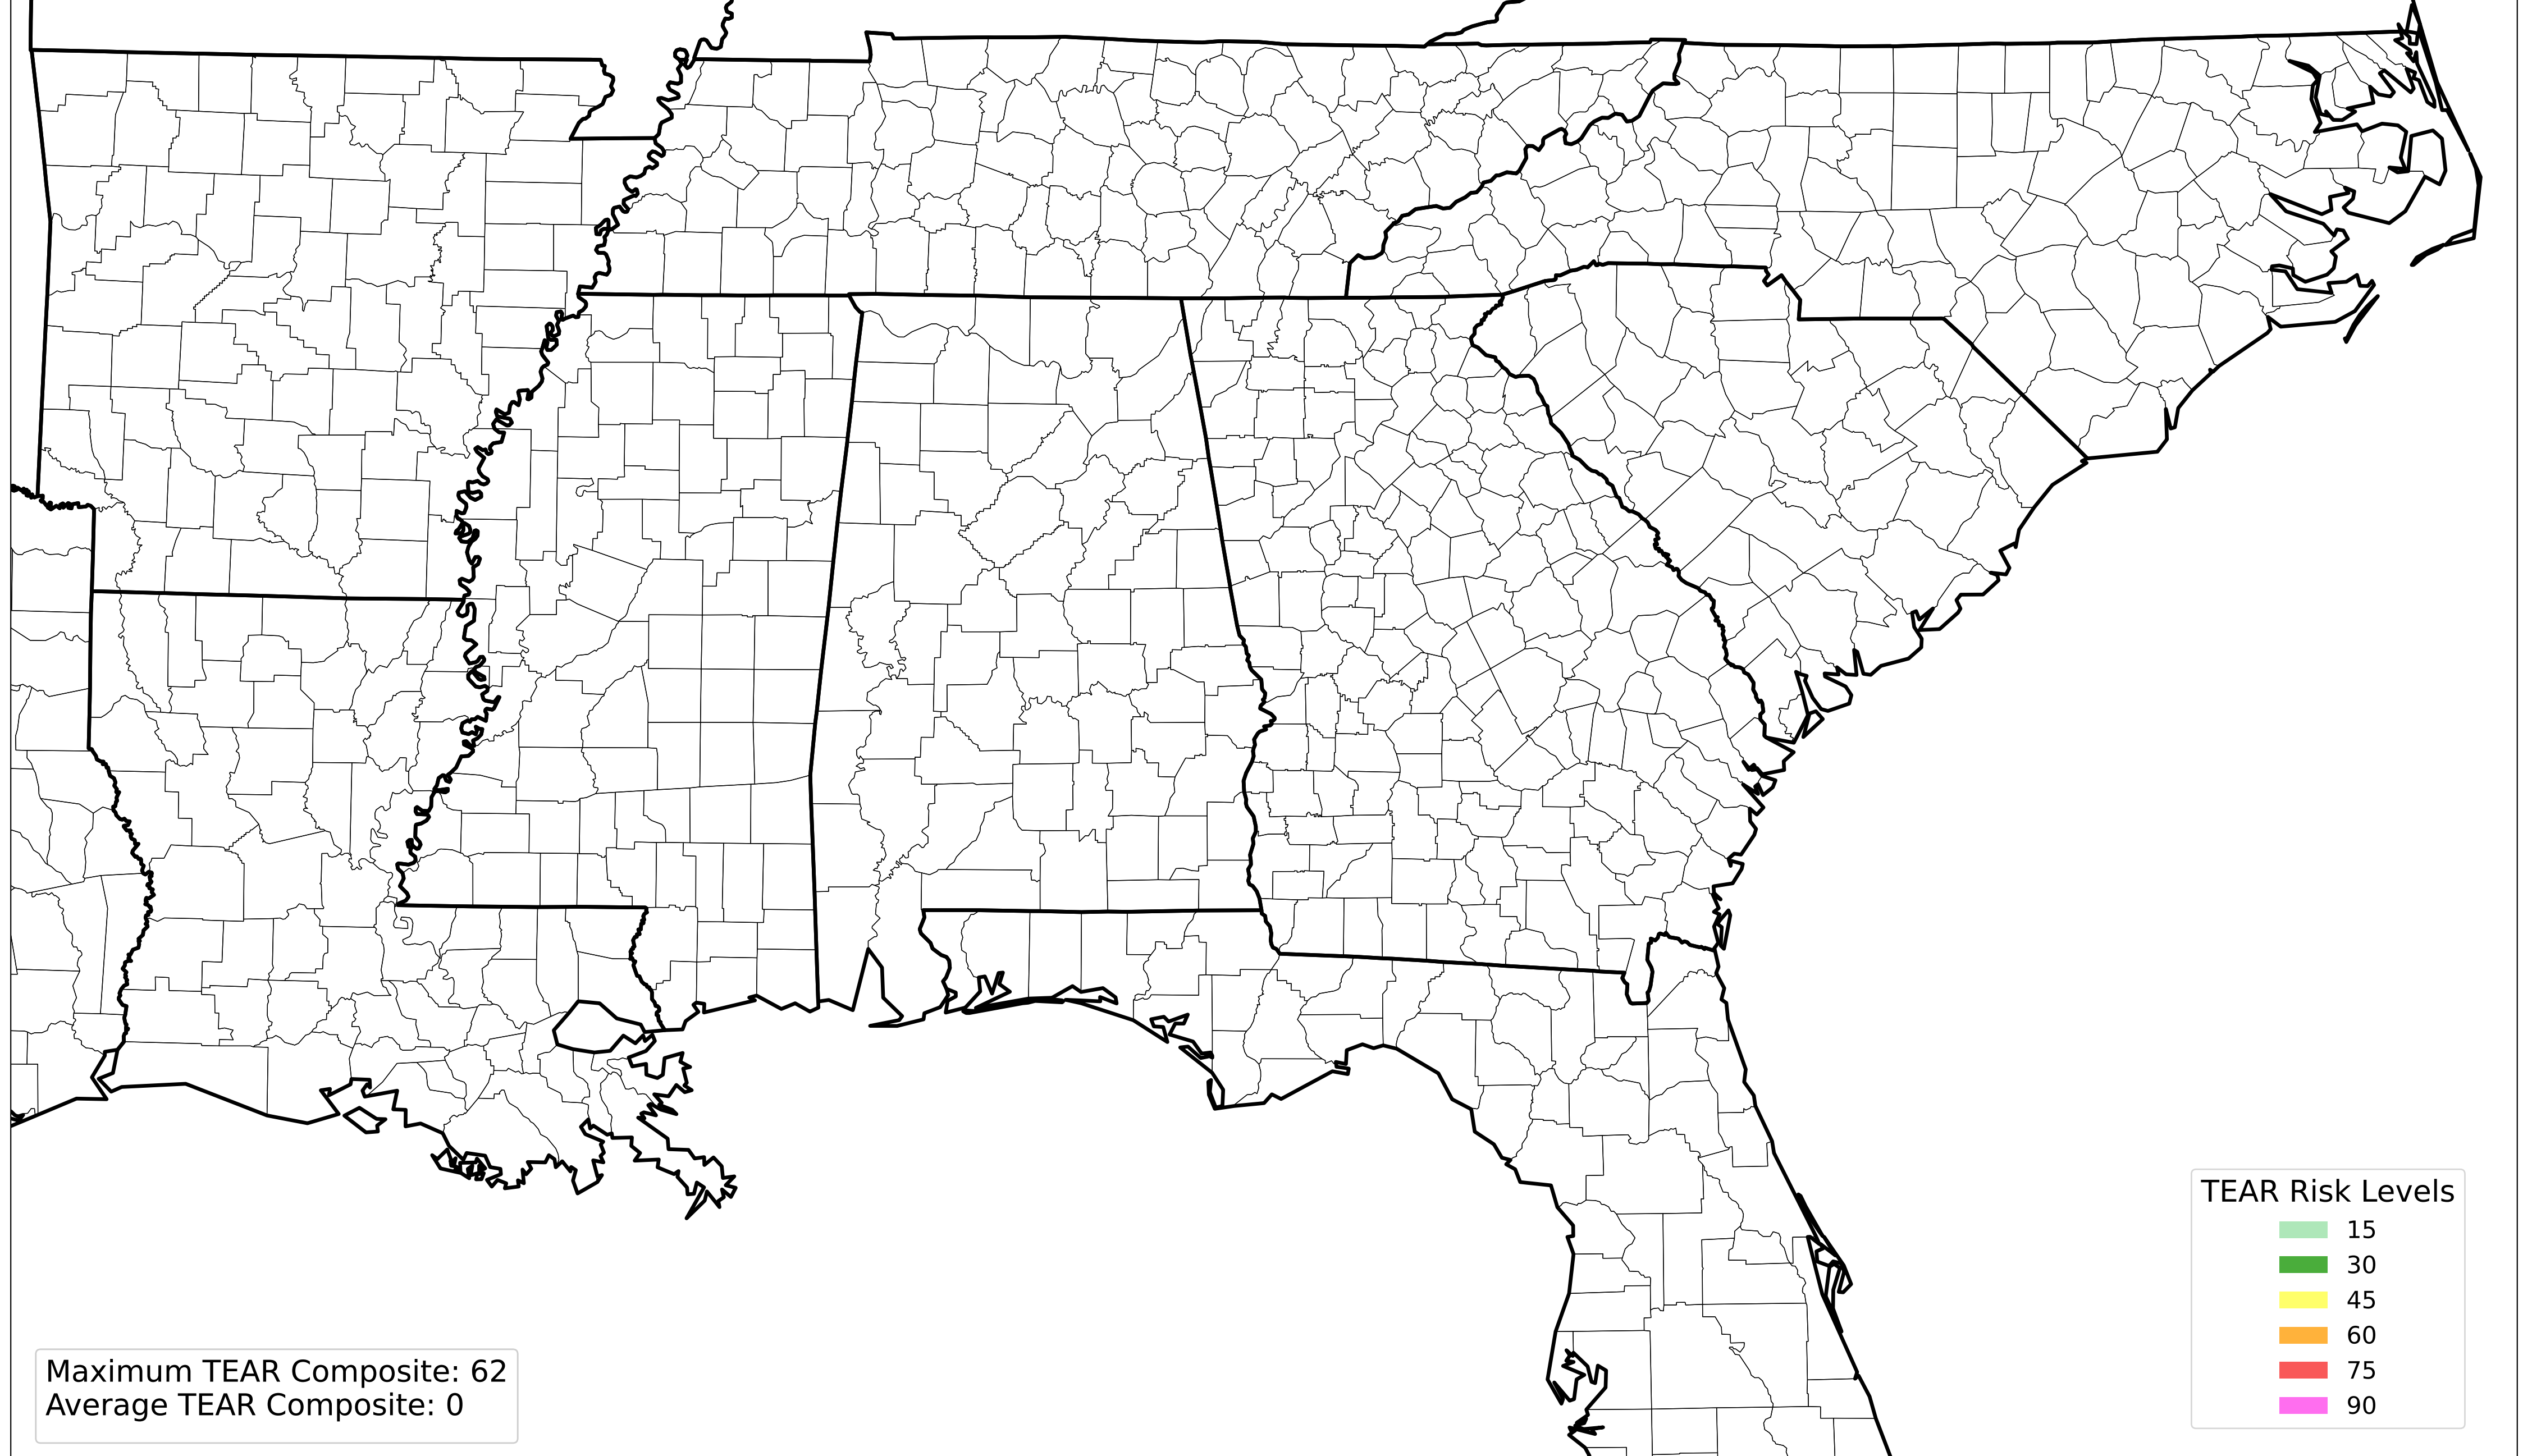 TEAR Risk Levels
15
30
45
60
75
90
Maximum TEAR Composite: 62
Average TEAR Composite: 0